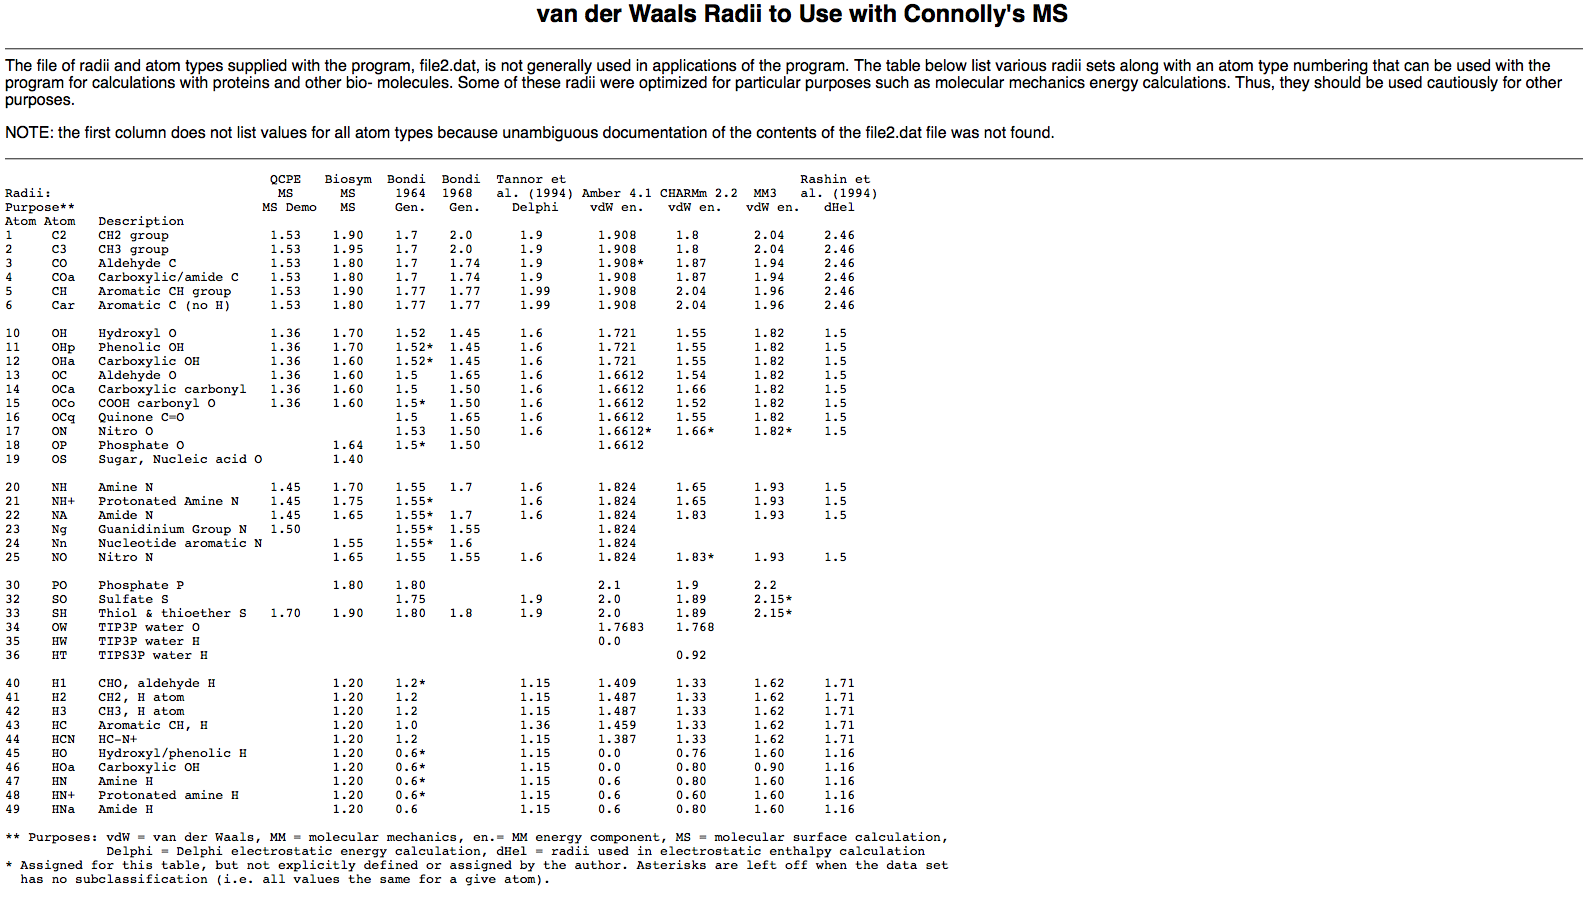 van der Waals Radii to Use with Connolly's MS
The file of radii and atom types supplied with the program, file2.dat, is not generally used in applications of the program. The table below list various radii sets along with an atom type numbering that can be used with the
program for calculations with proteins and other bio- molecules. Some of these radii were optimized for particular purposes such as molecular mechanics energy calculations. Thus, they should be used cautiously for other
purposes.
NOTE: the first column does not list values for all atom types because unambiguous documentation of the contents of the file2.dat file was not found.
QCPE Biosym Bondi Bondi Tannor et Rashin et
Radii: MS MS 1964 1968 al. (1994) Amber 4.1 CHARMm 2.2 MM3 al. (1994)
Purpose** MS Demo MS Gen. Gen. Delphi vdW en. vdW en. vdW en. dHel
Atom Atom Description
1 C2 CH2 group 1.53 1.90 1.7 2.0 1.9 1.908 1.8 2.04 2.46
2 C3 CH3 group 1.53 1.95 1.7 2.0 1.9 1.908 1.8 2.04 2.46
3 CO Aldehyde C 1.53 1.80 1.7 1.74 1.9 1.908* 1.87 1.94 2.46
4 COa Carboxylic/amide C 1.53 1.80 1.7 1.74 1.9 1.908 1.87 1.94 2.46
5 CH Aromatic CH group 1.53 1.90 1.77 1.77 1.99 1.908 2.04 1.96 2.46
6 Car Aromatic C (no H) 1.53 1.80 1.77 1.77 1.99 1.908 2.04 1.96 2.46
10 OH Hydroxyl O 1.36 1.70 1.52 1.45 1.6 1.721 1.55 1.82 1.5
11 OHp Phenolic OH 1.36 1.70 1.52* 1.45 1.6 1.721 1.55 1.82 1.5
12 OHa Carboxylic OH 1.36 1.60 1.52* 1.45 1.6 1.721 1.55 1.82 1.5
13 OC Aldehyde O 1.36 1.60 1.5 1.65 1.6 1.6612 1.54 1.82 1.5
14 OCa Carboxylic carbonyl 1.36 1.60 1.5 1.50 1.6 1.6612 1.66 1.82 1.5
15 OCo COOH carbonyl O 1.36 1.60 1.5* 1.50 1.6 1.6612 1.52 1.82 1.5
16 OCq Quinone C=O 1.5 1.65 1.6 1.6612 1.55 1.82 1.5
17 ON Nitro O 1.53 1.50 1.6 1.6612* 1.66* 1.82* 1.5
18 OP Phosphate O 1.64 1.5* 1.50 1.6612
19 OS Sugar, Nucleic acid O 1.40
20 NH Amine N 1.45 1.70 1.55 1.7 1.6 1.824 1.65 1.93 1.5
21 NH+ Protonated Amine N 1.45 1.75 1.55* 1.6 1.824 1.65 1.93 1.5
22 NA Amide N 1.45 1.65 1.55* 1.7 1.6 1.824 1.83 1.93 1.5
23 Ng Guanidinium Group N 1.50 1.55* 1.55 1.824
24 Nn Nucleotide aromatic N 1.55 1.55* 1.6 1.824
25 NO Nitro N 1.65 1.55 1.55 1.6 1.824 1.83* 1.93 1.5
30 PO Phosphate P 1.80 1.80 2.1 1.9 2.2
32 SO Sulfate S 1.75 1.9 2.0 1.89 2.15*
33 SH Thiol & thioether S 1.70 1.90 1.80 1.8 1.9 2.0 1.89 2.15*
34 OW TIP3P water O 1.7683 1.768
35 HW TIP3P water H 0.0
36 HT TIPS3P water H 0.92
40 H1 CHO, aldehyde H 1.20 1.2* 1.15 1.409 1.33 1.62 1.71
41 H2 CH2, H atom 1.20 1.2 1.15 1.487 1.33 1.62 1.71
42 H3 CH3, H atom 1.20 1.2 1.15 1.487 1.33 1.62 1.71
43 HC Aromatic CH, H 1.20 1.0 1.36 1.459 1.33 1.62 1.71
44 HCN HC-N+ 1.20 1.2 1.15 1.387 1.33 1.62 1.71
45 HO Hydroxyl/phenolic H 1.20 0.6* 1.15 0.0 0.76 1.60 1.16
46 HOa Carboxylic OH 1.20 0.6* 1.15 0.0 0.80 0.90 1.16
47 HN Amine H 1.20 0.6* 1.15 0.6 0.80 1.60 1.16
48 HN+ Protonated amine H 1.20 0.6* 1.15 0.6 0.60 1.60 1.16
49 HNa Amide H 1.20 0.6 1.15 0.6 0.80 1.60 1.16
** Purposes: vdW = van der Waals, MM = molecular mechanics, en.= MM energy component, MS = molecular surface calculation,
Delphi = Delphi electrostatic energy calculation, dHel = radii used in electrostatic enthalpy calculation
* Assigned for this table, but not explicitly defined or assigned by the author. Asterisks are left off when the data set
has no subclassification (i.e. all values the same for a give atom).